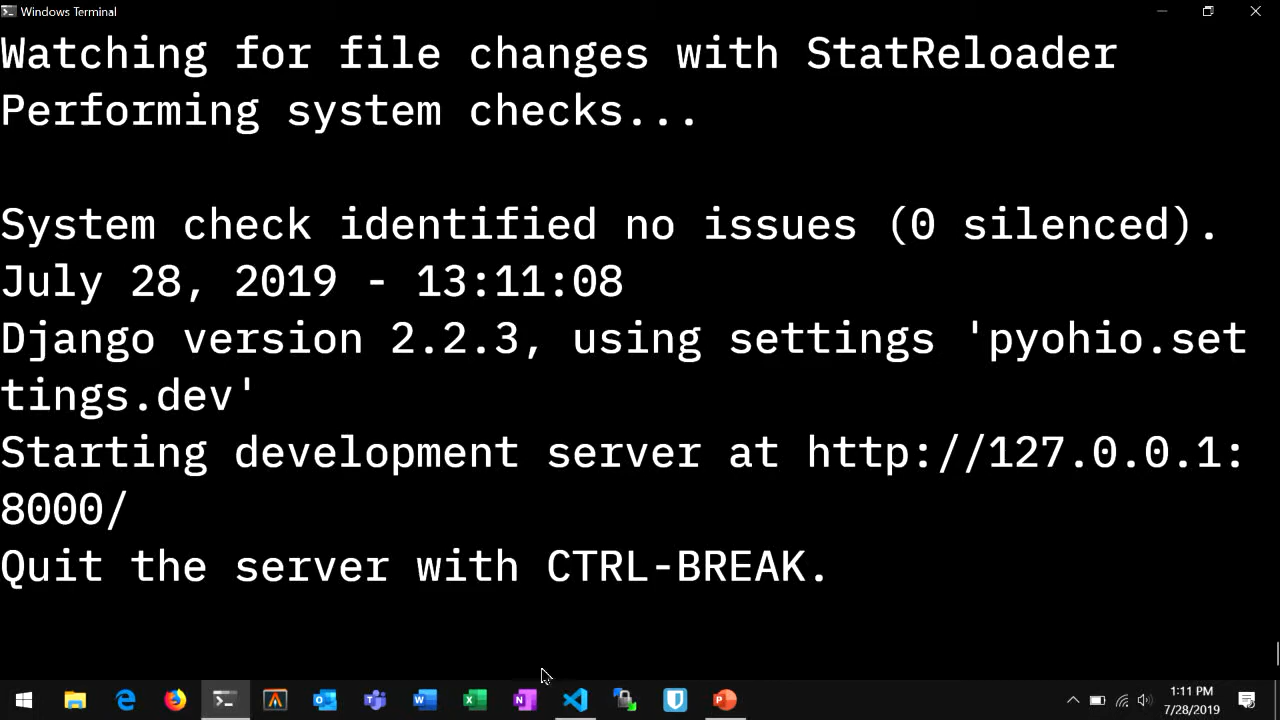 Windows Terminal
Watching for file changes with StatReloader
Performing system checks...
System check identified no issues (0 silenced).
July 28, 2019 - 13:11:08
Django version 2.2.3, using settings 'pyohio.set
tings.dev'
Starting development server at http://127.0.0.1:
8000/
Quit the server with CTRL-BREAK.
1:11 PM
7/28/2019